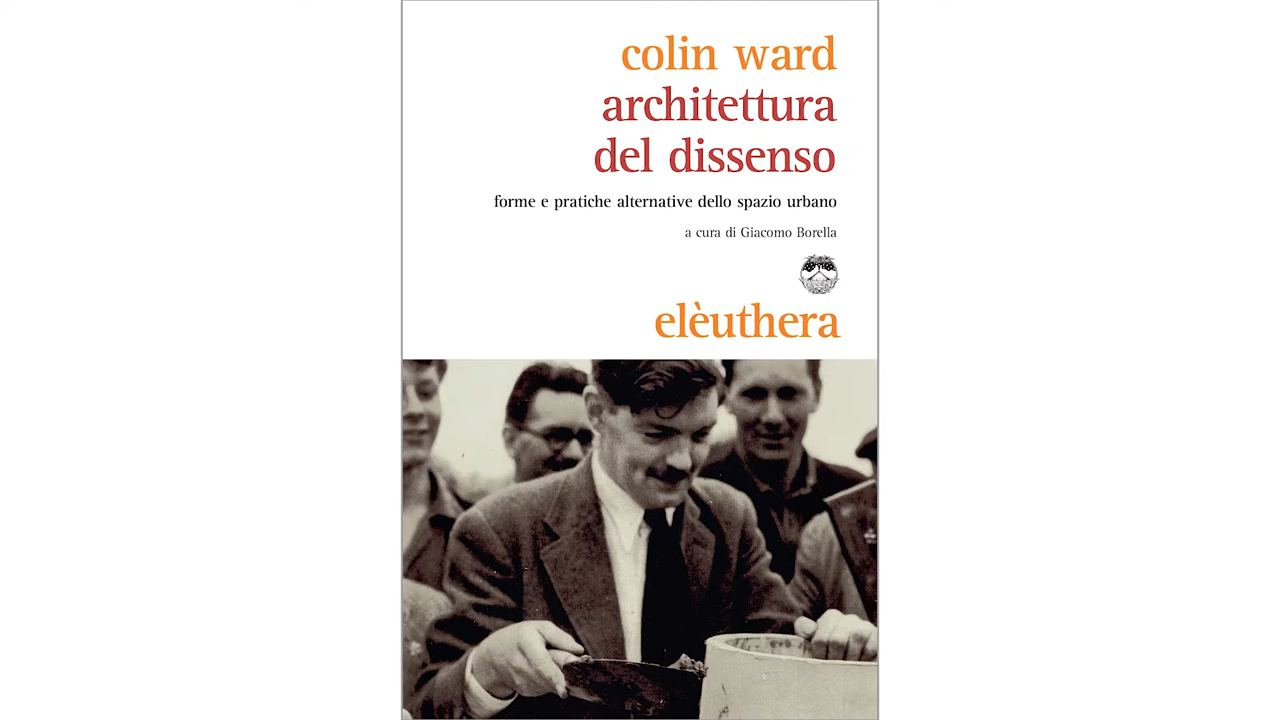 colin ward
architettura
del dissenso
forme e pratiche alternative dello spazio urbano
a cura di Giacomo Borella
elèuthera